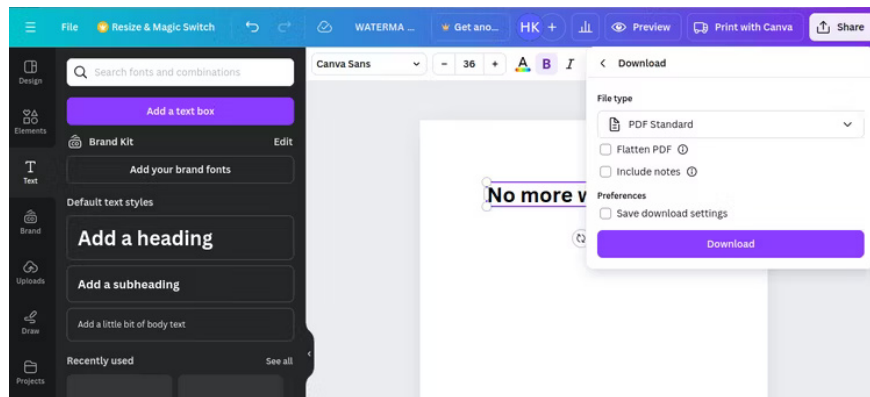 File
Resize & Magic Switch
WATERMA ...
Get ano...
HK +
Preview
Print with Canva
Share
Design
Elements
Text
Brand
Uploads
Draw
Projects
Search fonts and combinations
Add a text box
Brand Kit
Edit
Add your brand fonts
Default text styles
Add a heading
Add a subheading
Add a little bit of body text
Recently used
See all
Canva Sans
- 36 +
A B I
No more
Download
File type
PDF Standard
Flatten PDF
Include notes
Preferences
Save download settings
Download